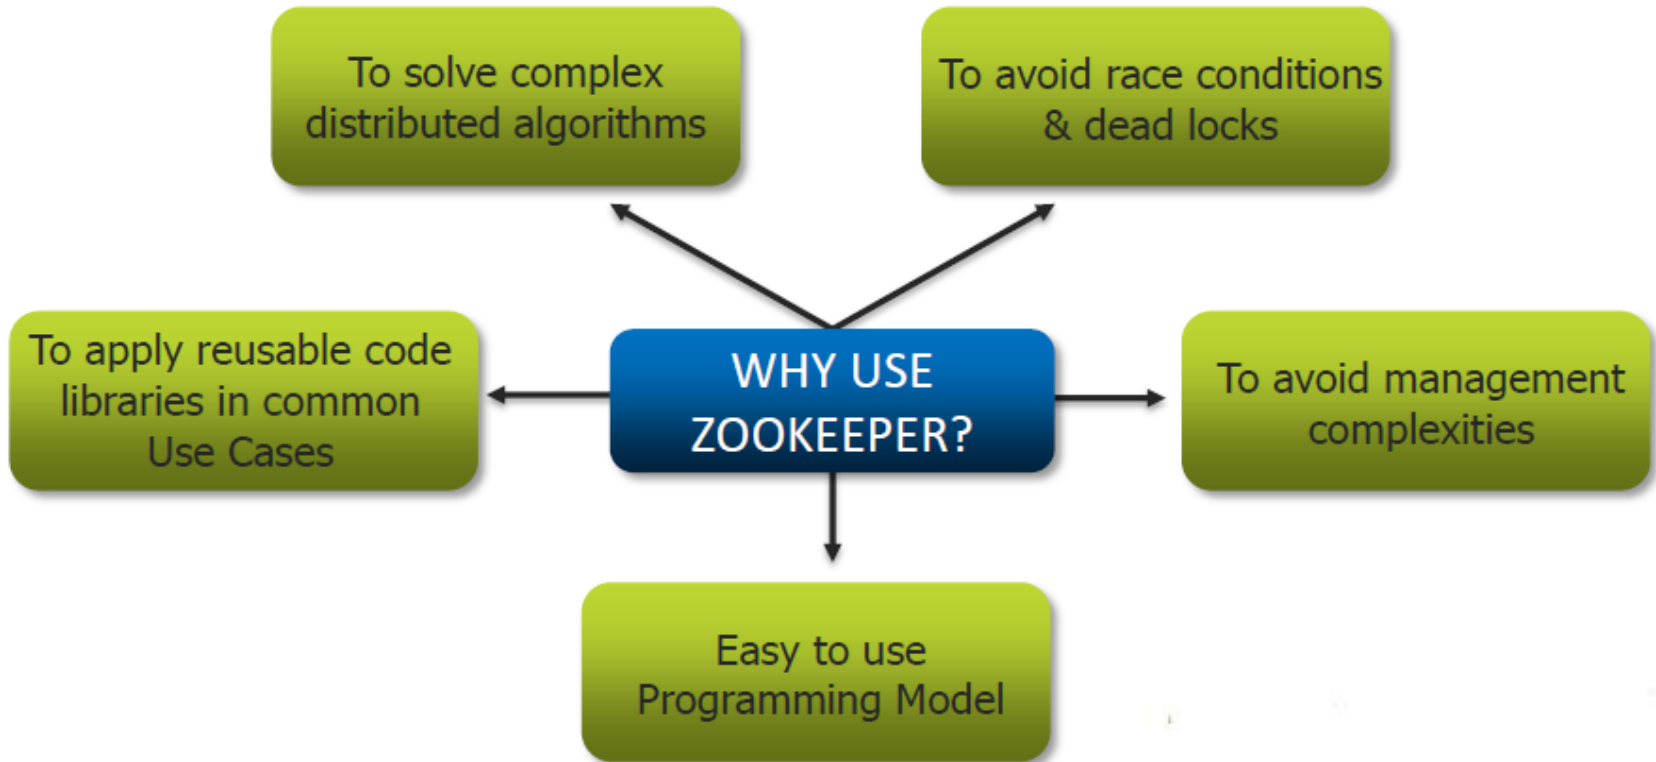 To solve complex
distributed algorithms
To avoid race conditions
& dead locks
To apply reusable code
libraries in common
Use Cases
WHY USE
ZOOKEEPER?
To avoid management
complexities
Easy to use
Programming Model